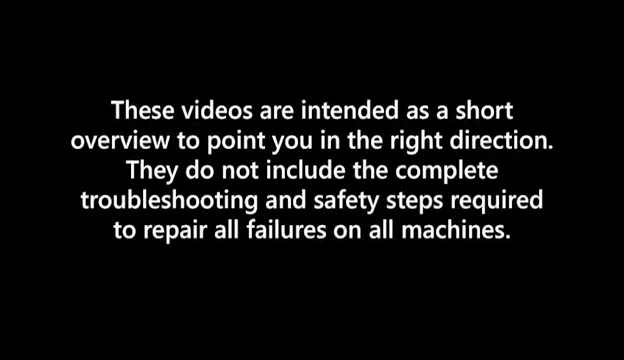 These videos are intended as a short
overview to point you in the right direction.
They do not include the complete
troubleshooting and safety steps required
to repair all failures on all machines.